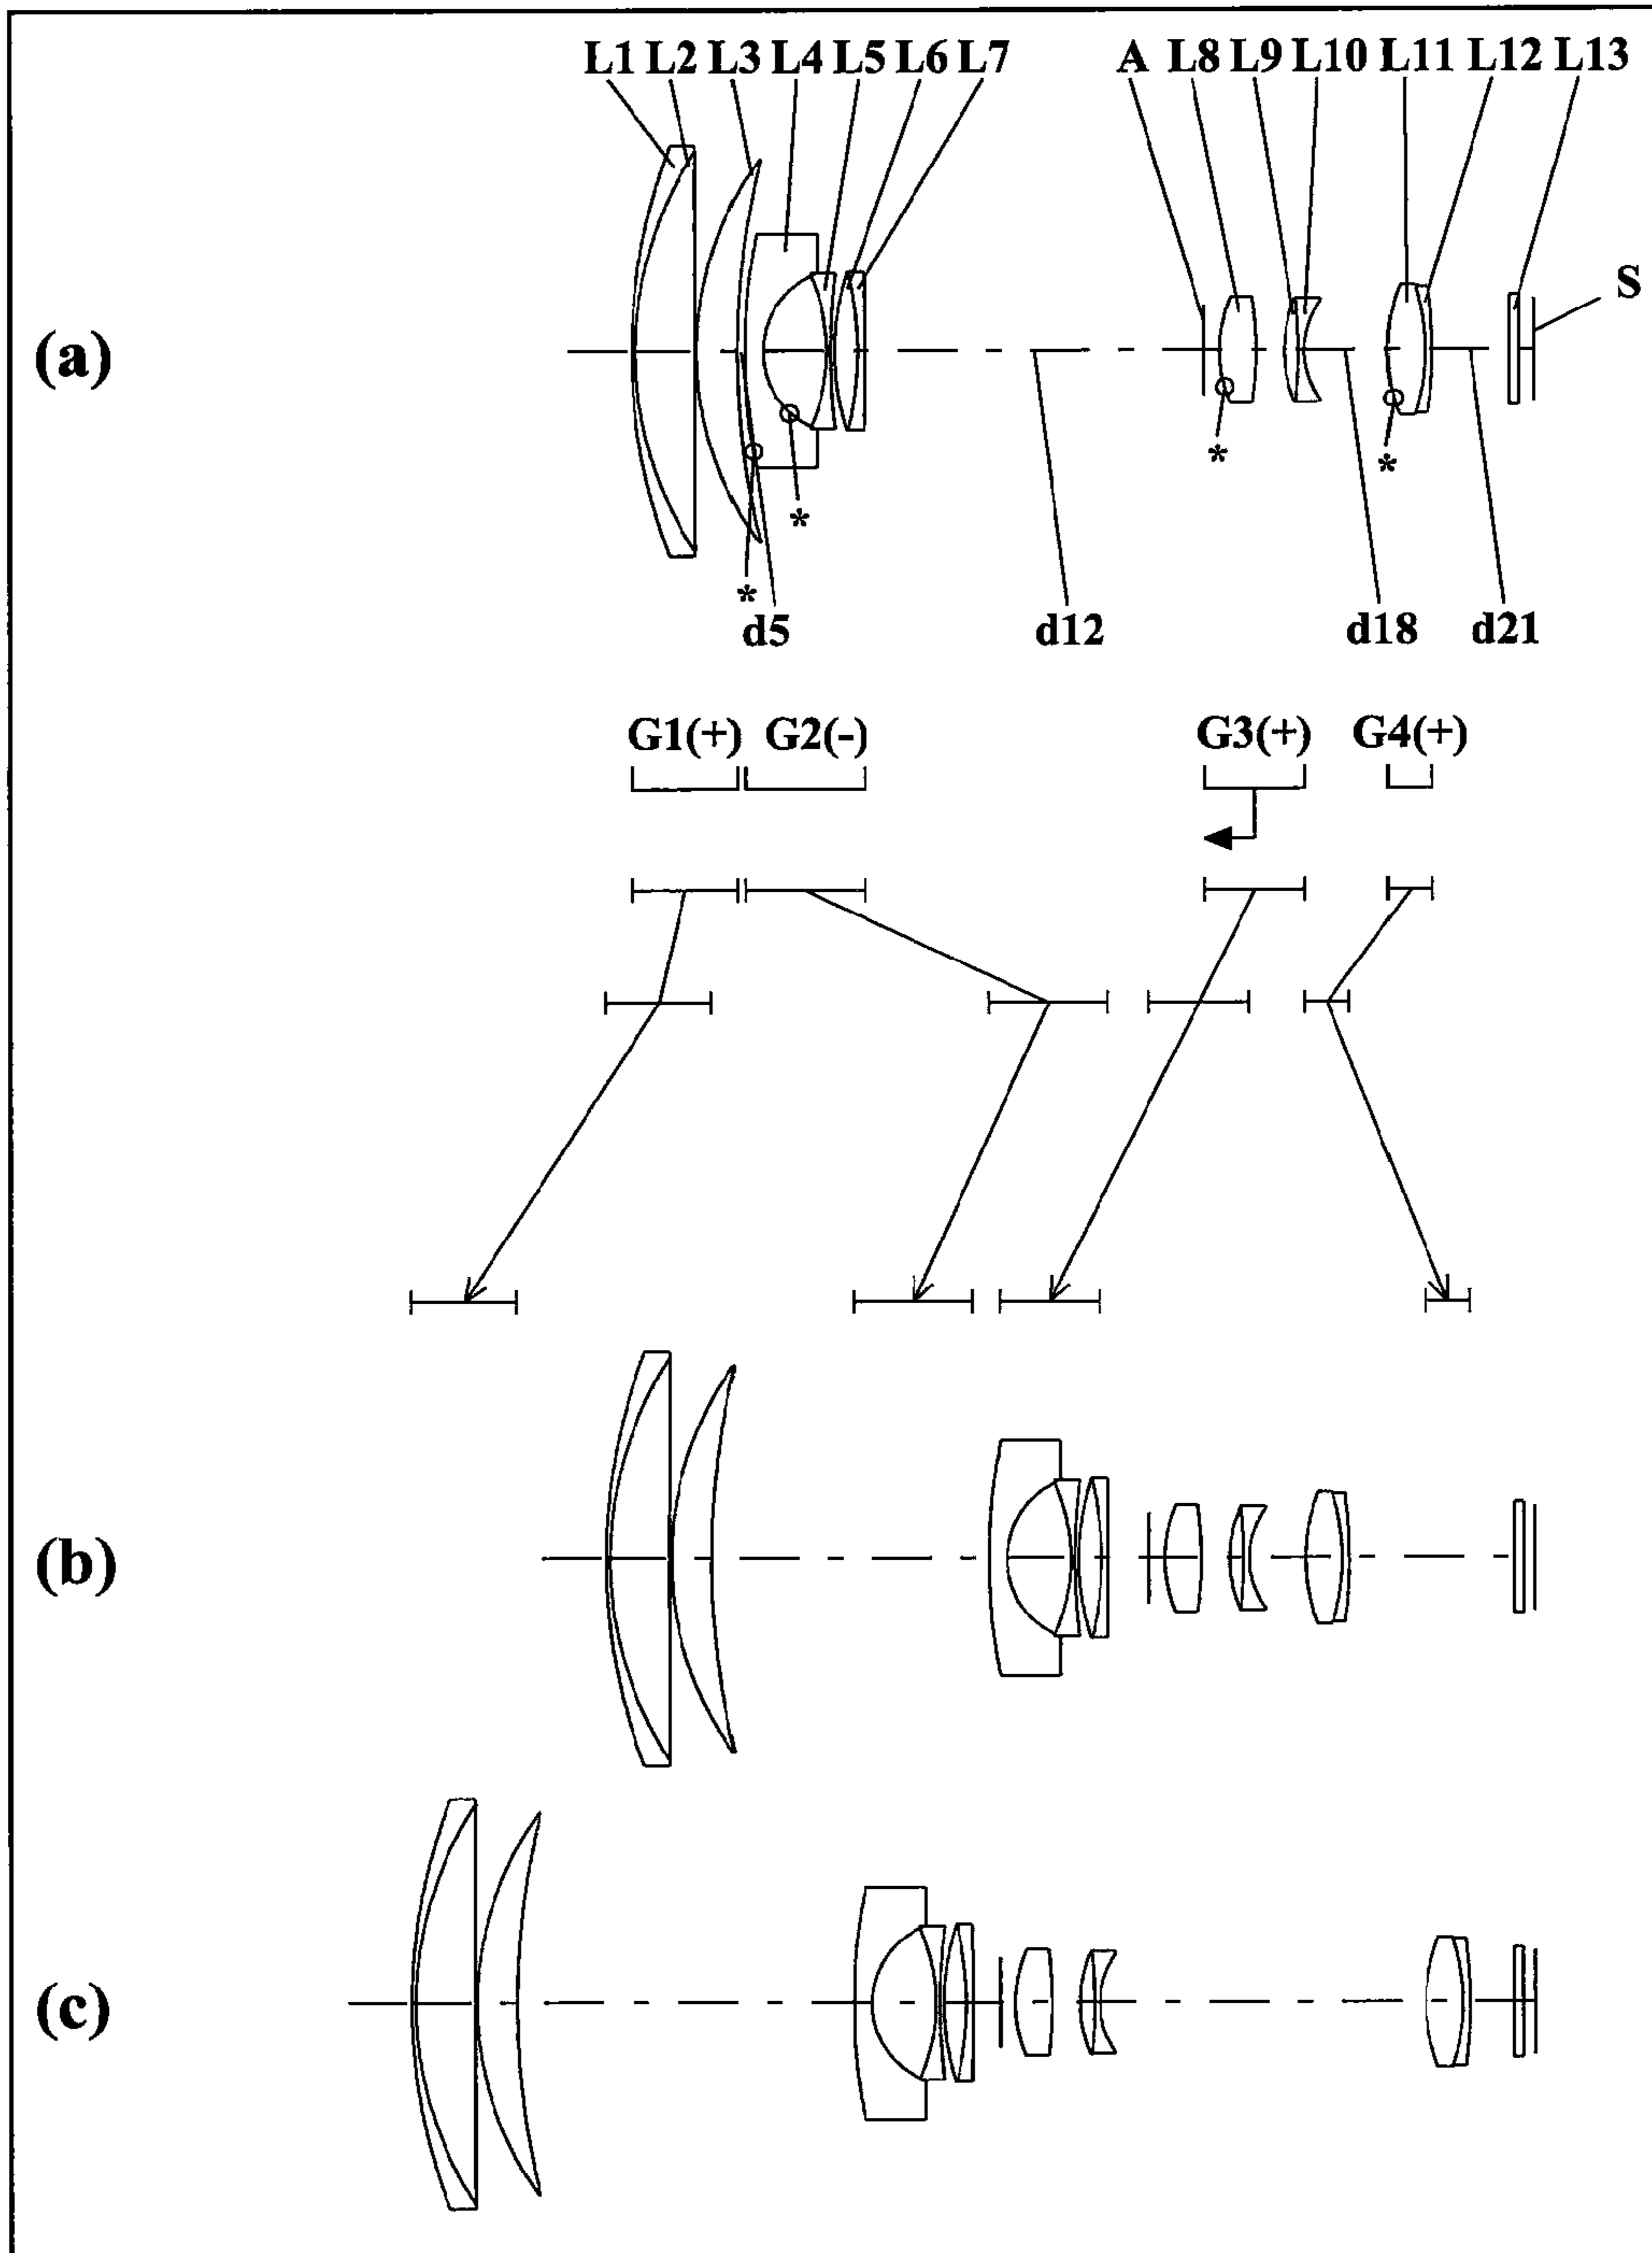 L1 L2 L3 L4 L5 L6 L7 A L8 L9 L10 L11 L12 L13
S
(a)
*
*
*
*
d5 d12 d18 d21
G1(+) G2(-) G3(+) G4(+)
(b)
(c)